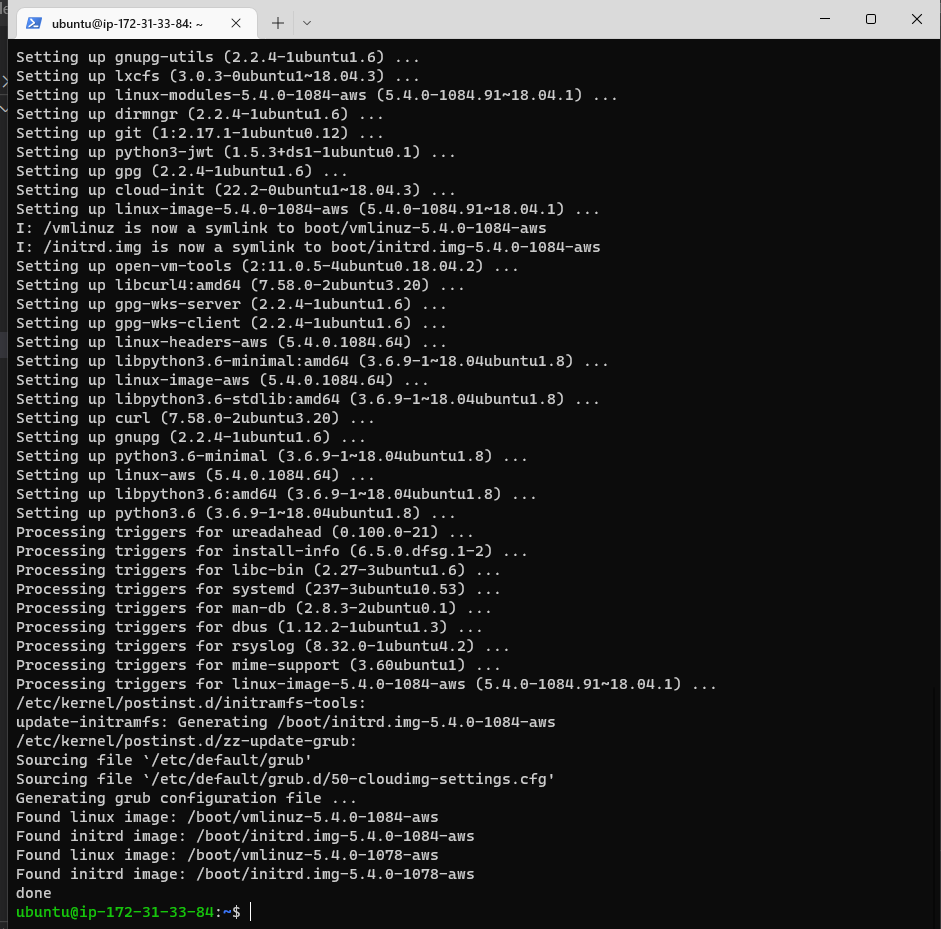 ubuntu@ip-172-31-33-84: ~
Setting up gnupg-utils (2.2.4-1ubuntu1.6) ...
Setting up lxcfs (3.0.3-0ubuntu1~18.04.3) ...
Setting up linux-modules-5.4.0-1084-aws (5.4.0-1084.91~18.04.1) ...
Setting up dirmngr (2.2.4-1ubuntu1.6) ...
Setting up git (1:2.17.1-1ubuntu0.12) ...
Setting up python3-jwt (1.5.3+ds1-1ubuntu0.1) ...
Setting up gpg (2.2.4-1ubuntu1.6) ...
Setting up cloud-init (22.2-0ubuntu1~18.04.3) ...
Setting up linux-image-5.4.0-1084-aws (5.4.0-1084.91~18.04.1) ...
I: /vmlinuz is now a symlink to boot/vmlinuz-5.4.0-1084-aws
I: /initrd.img is now a symlink to boot/initrd.img-5.4.0-1084-aws
Setting up open-vm-tools (2:11.0.5-4ubuntu0.18.04.2) ...
Setting up libcurl4:amd64 (7.58.0-2ubuntu3.20) ...
Setting up gpg-wks-server (2.2.4-1ubuntu1.6) ...
Setting up gpg-wks-client (2.2.4-1ubuntu1.6) ...
Setting up linux-headers-aws (5.4.0.1084.64) ...
Setting up libpython3.6-minimal:amd64 (3.6.9-1~18.04ubuntu1.8) ...
Setting up linux-image-aws (5.4.0.1084.64) ...
Setting up libpython3.6-stdlib:amd64 (3.6.9-1~18.04ubuntu1.8) ...
Setting up curl (7.58.0-2ubuntu3.20) ...
Setting up gnupg (2.2.4-1ubuntu1.6) ...
Setting up python3.6-minimal (3.6.9-1~18.04ubuntu1.8) ...
Setting up linux-aws (5.4.0.1084.64) ...
Setting up libpython3.6:amd64 (3.6.9-1~18.04ubuntu1.8) ...
Setting up python3.6 (3.6.9-1~18.04ubuntu1.8) ...
Processing triggers for ureadahead (0.100.0-21) ...
Processing triggers for install-info (6.5.0.dfsg.1-2) ...
Processing triggers for libc-bin (2.27-3ubuntu1.6) ...
Processing triggers for systemd (237-3ubuntu10.53) ...
Processing triggers for man-db (2.8.3-2ubuntu0.1) ...
Processing triggers for dbus (1.12.2-1ubuntu1.3) ...
Processing triggers for rsyslog (8.32.0-1ubuntu4.2) ...
Processing triggers for mime-support (3.60ubuntu1) ...
Processing triggers for linux-image-5.4.0-1084-aws (5.4.0-1084.91~18.04.1) ...
/etc/kernel/postinst.d/initramfs-tools:
update-initramfs: Generating /boot/initrd.img-5.4.0-1084-aws
/etc/kernel/postinst.d/zz-update-grub:
Sourcing file `/etc/default/grub'
Sourcing file `/etc/default/grub.d/50-cloudimg-settings.cfg'
Generating grub configuration file ...
Found linux image: /boot/vmlinuz-5.4.0-1084-aws
Found initrd image: /boot/initrd.img-5.4.0-1084-aws
Found linux image: /boot/vmlinuz-5.4.0-1078-aws
Found initrd image: /boot/initrd.img-5.4.0-1078-aws
done
ubuntu@ip-172-31-33-84:~$